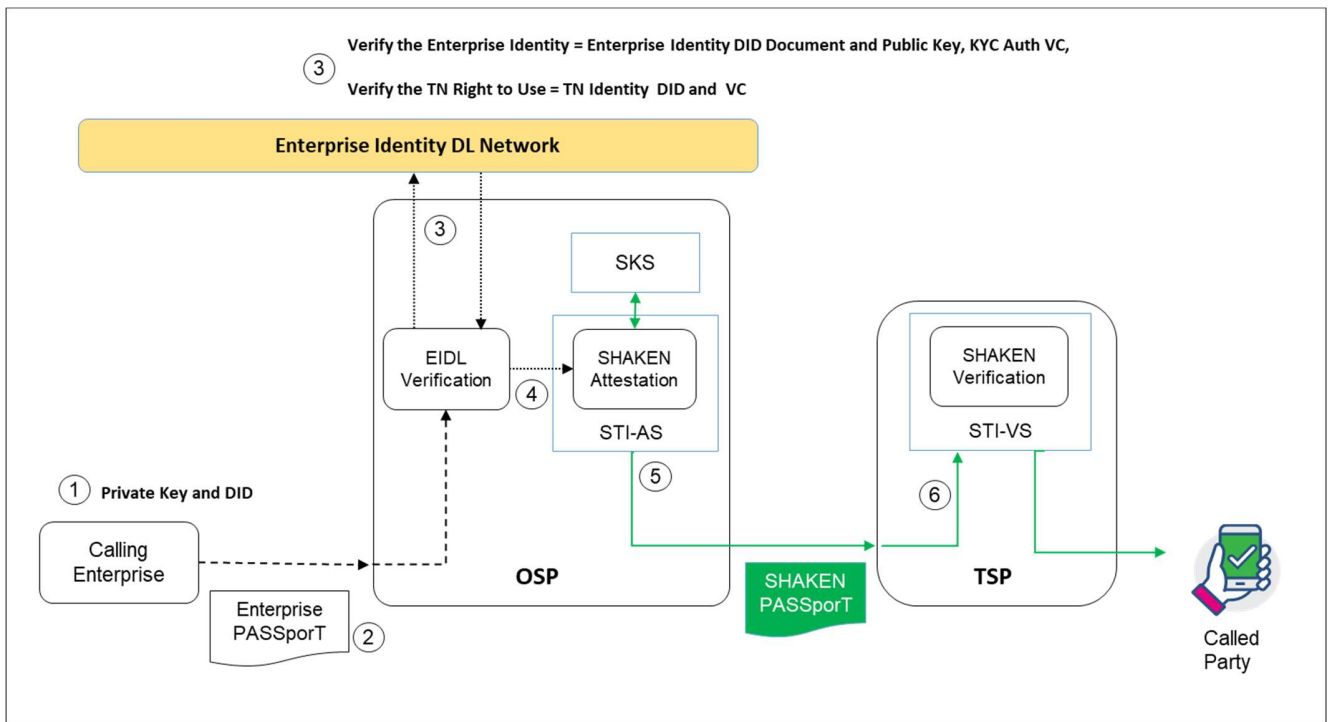 Verify the Enterprise Identity = Enterprise Identity DID Document and Public Key, KYC Auth VC,
3
Verify the TN Right to Use = TN Identity DID and VC
Enterprise Identity DL Network
3
SKS
EIDL
Verification
4
SHAKEN
Attestation
STI-AS
SHAKEN
Verification
STI-VS
5
6
1 Private Key and DID
Calling
Enterprise
OSP
TSP
Enterprise
PASSporT
2
SHAKEN
PASSporT
Called
Party